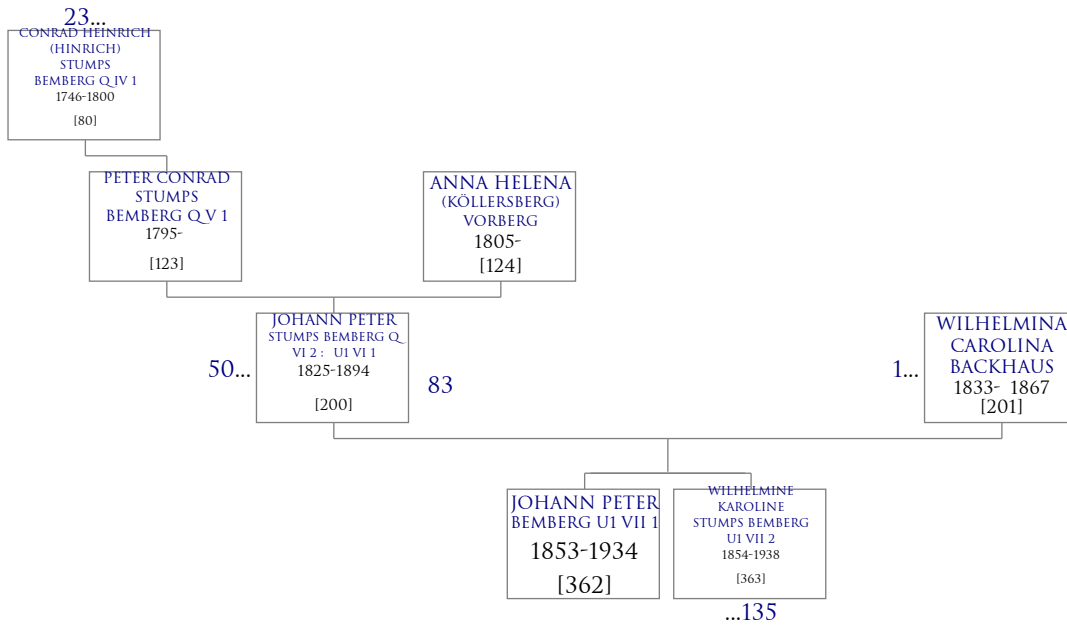 23...
CONRAD HEINRICH
(HINRICH)
STUMPS
BEMBERG Q IV 1
1746-1800
[80]
PETER CONRAD
STUMPS
BEMBERG Q V 1
1795-
[123]
ANNA HELENA
(KÖLLERSBERG)
VORBERG
1805-
[124]
50...
JOHANN PETER
STUMPS BEMBERG Q
VI 2 : U1 VI 1
1825-1894
[200]
83
1...
WILHELMINA
CAROLINA
BACKHAUS
1833- 1867
[201]
JOHANN PETER
BEMBERG U1 VII 1
1853-1934
[362]
WILHELMINE
KAROLINE
STUMPS BEMBERG
U1 VII 2
1854-1938
[363]
...135